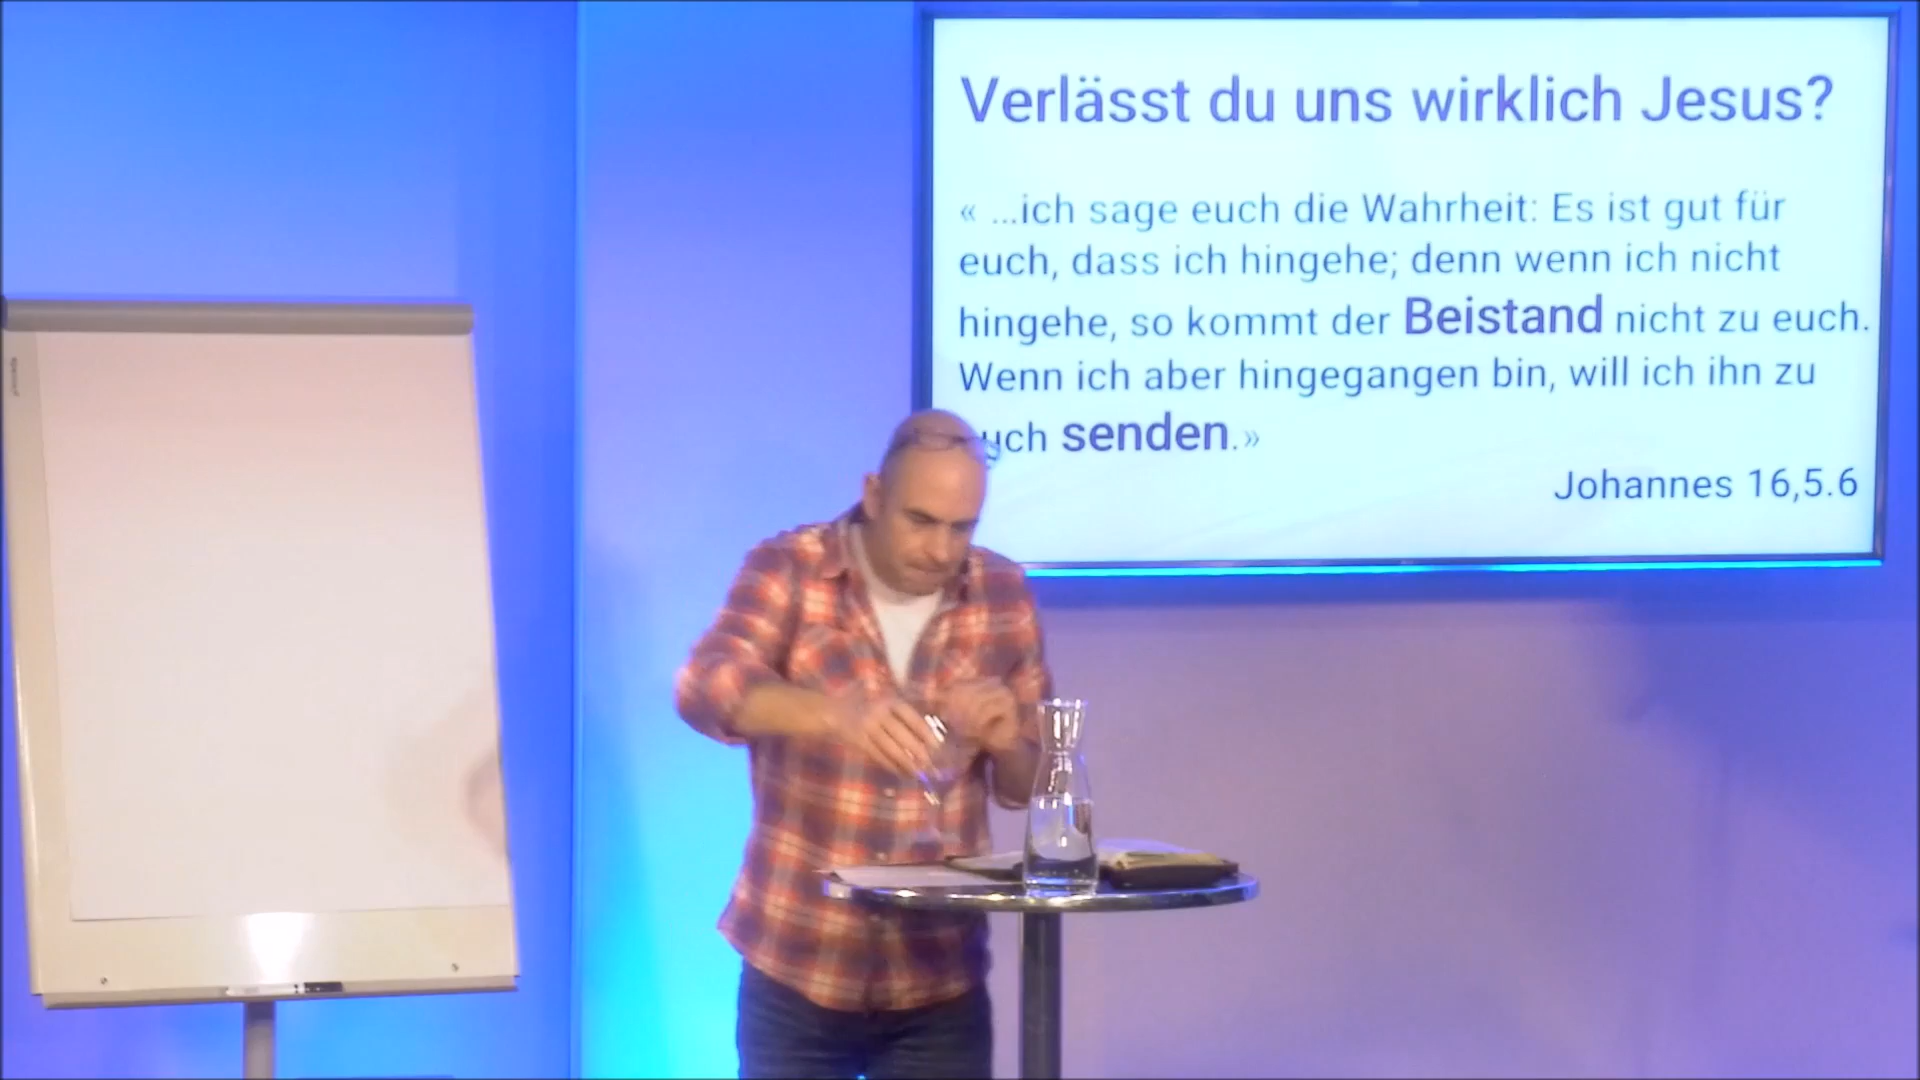 Verlässt du uns wirklich Jesus?
« ...ich sage euch die Wahrheit: Es ist gut für
euch, dass ich hingehe; denn wenn ich nicht
hingehe, so kommt der Beistand nicht zu euch.
Wenn ich aber hingegangen bin, will ich ihn zu
uch senden.»
Johannes 16,5.6